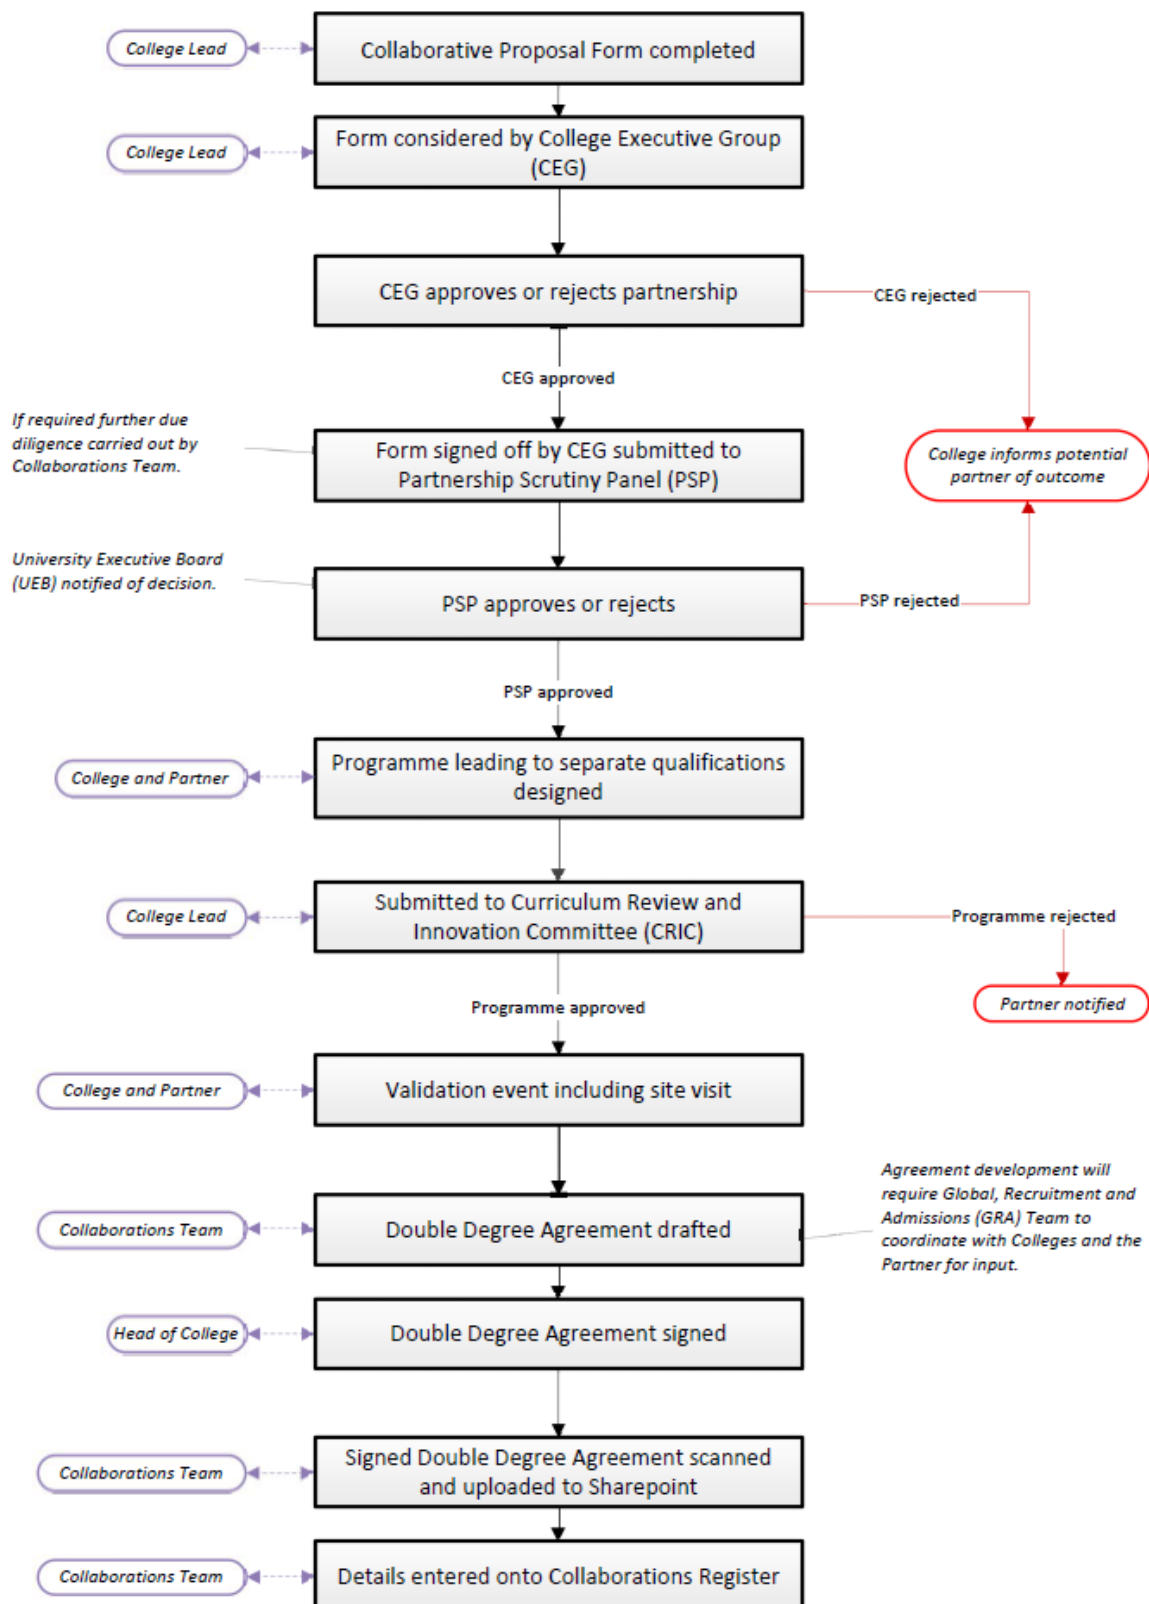 College Lead
Collaborative Proposal Form completed
College Lead
Form considered by College Executive Group
(CEG)
CEG approves or rejects partnership
CEG rejected
CEG approved
If required further due
diligence carried out by
Collaborations Team.
Form signed off by CEG submitted to
Partnership Scrutiny Panel (PSP)
College informs potential
partner of outcome
University Executive Board
(UEB) notified of decision.
PSP approves or rejects
PSP rejected
PSP approved
College and Partner
Programme leading to separate qualifications
designed
College Lead
Submitted to Curriculum Review and
Innovation Committee (CRIC)
Programme rejected
Partner notified
Programme approved
College and Partner
Validation event including site visit
Collaborations Team
Double Degree Agreement drafted
Agreement development will
require Global, Recruitment and
Admissions (GRA) Team to
coordinate with Colleges and the
Partner for input.
Head of College
Double Degree Agreement signed
Collaborations Team
Signed Double Degree Agreement scanned
and uploaded to Sharepoint
Collaborations Team
Details entered onto Collaborations Register